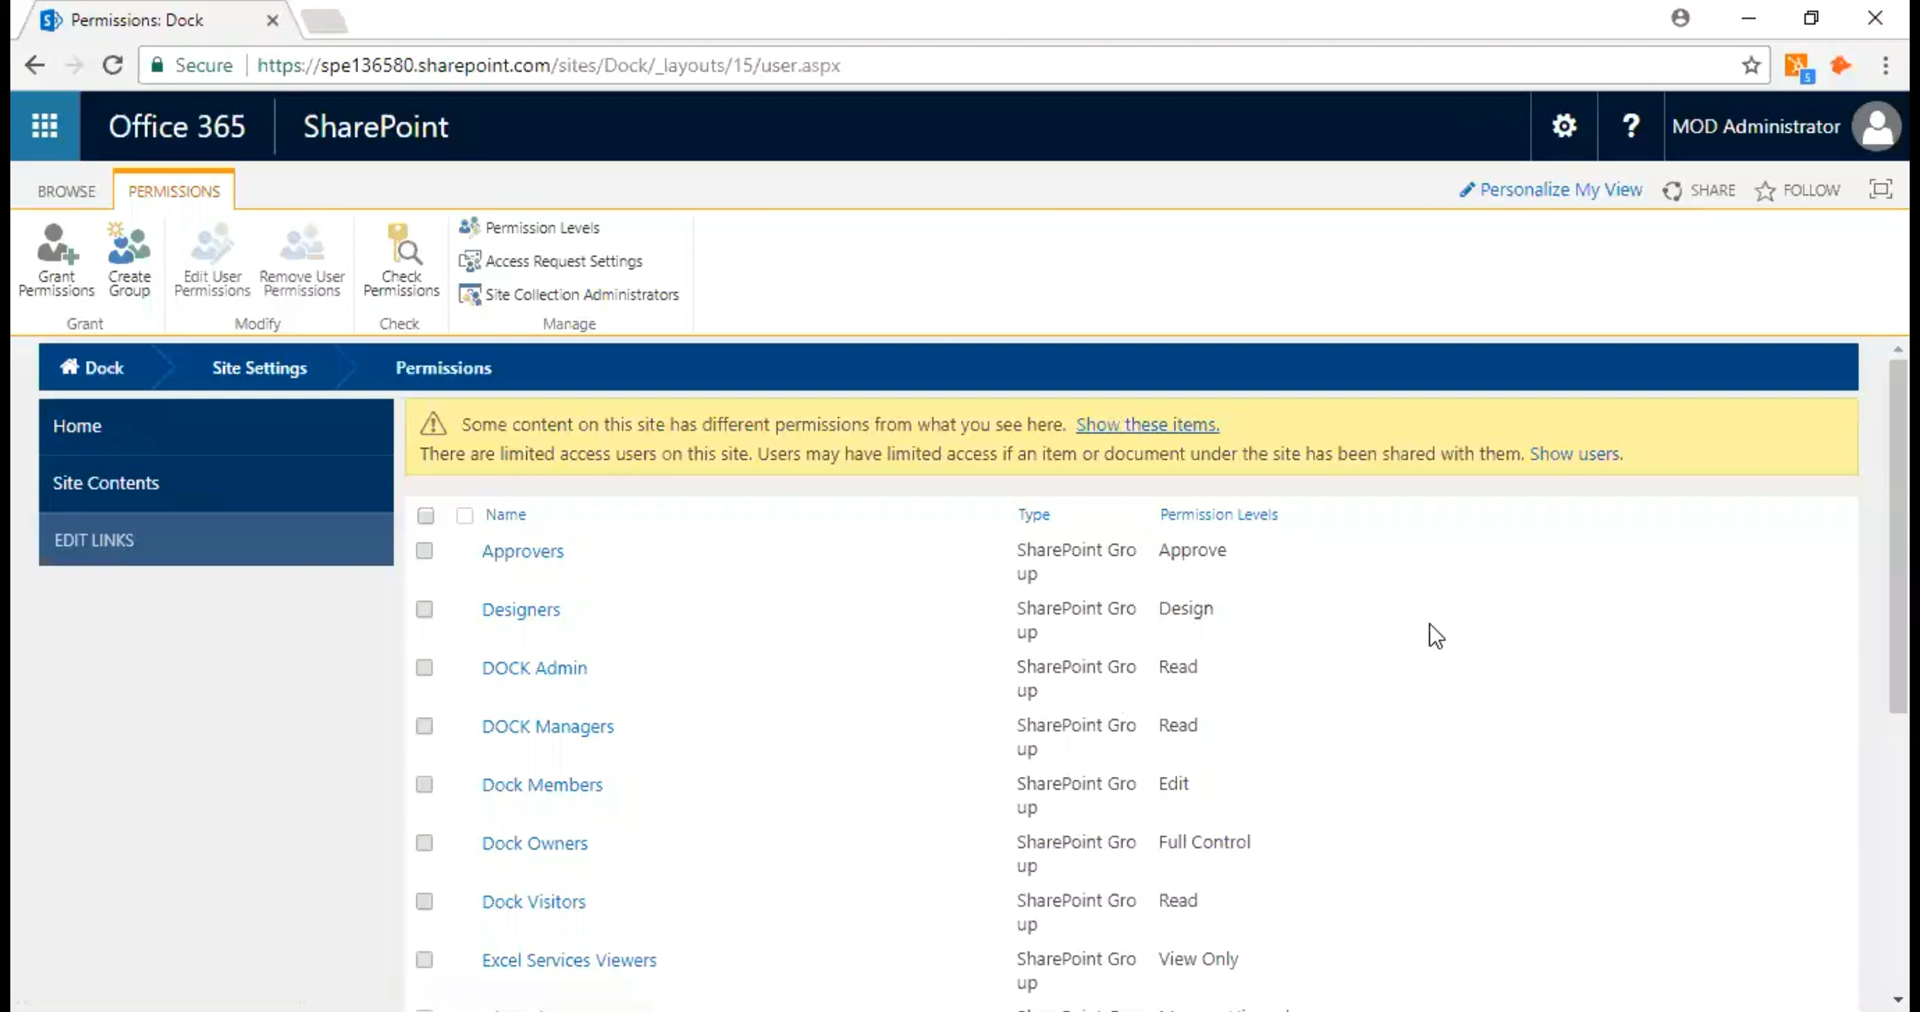 Permissions: Dock
Secure
https://spe136580.sharepoint.com/sites/Dock/_layouts/15/user.aspx
5
Office 365
SharePoint
?
MOD Administrator
BROWSE
PERMISSIONS
Personalize My View
SHARE
FOLLOW
Grant Permissions
Create Group
Edit User Permissions
Remove User Permissions
Check Permissions
Permission Levels
Access Request Settings
Site Collection Administrators
Grant
Modify
Check
Manage
Dock
Site Settings
Permissions
Home
Site Contents
EDIT LINKS
Some content on this site has different permissions from what you see here. Show these items.
There are limited access users on this site. Users may have limited access if an item or document under the site has been shared with them. Show users.
Name Type Permission Levels
Approvers SharePoint Gro Approve
up
Designers SharePoint Gro Design
up
DOCK Admin SharePoint Gro Read
up
DOCK Managers SharePoint Gro Read
up
Dock Members SharePoint Gro Edit
up
Dock Owners SharePoint Gro Full Control
up
Dock Visitors SharePoint Gro Read
up
Excel Services Viewers SharePoint Gro View Only
up